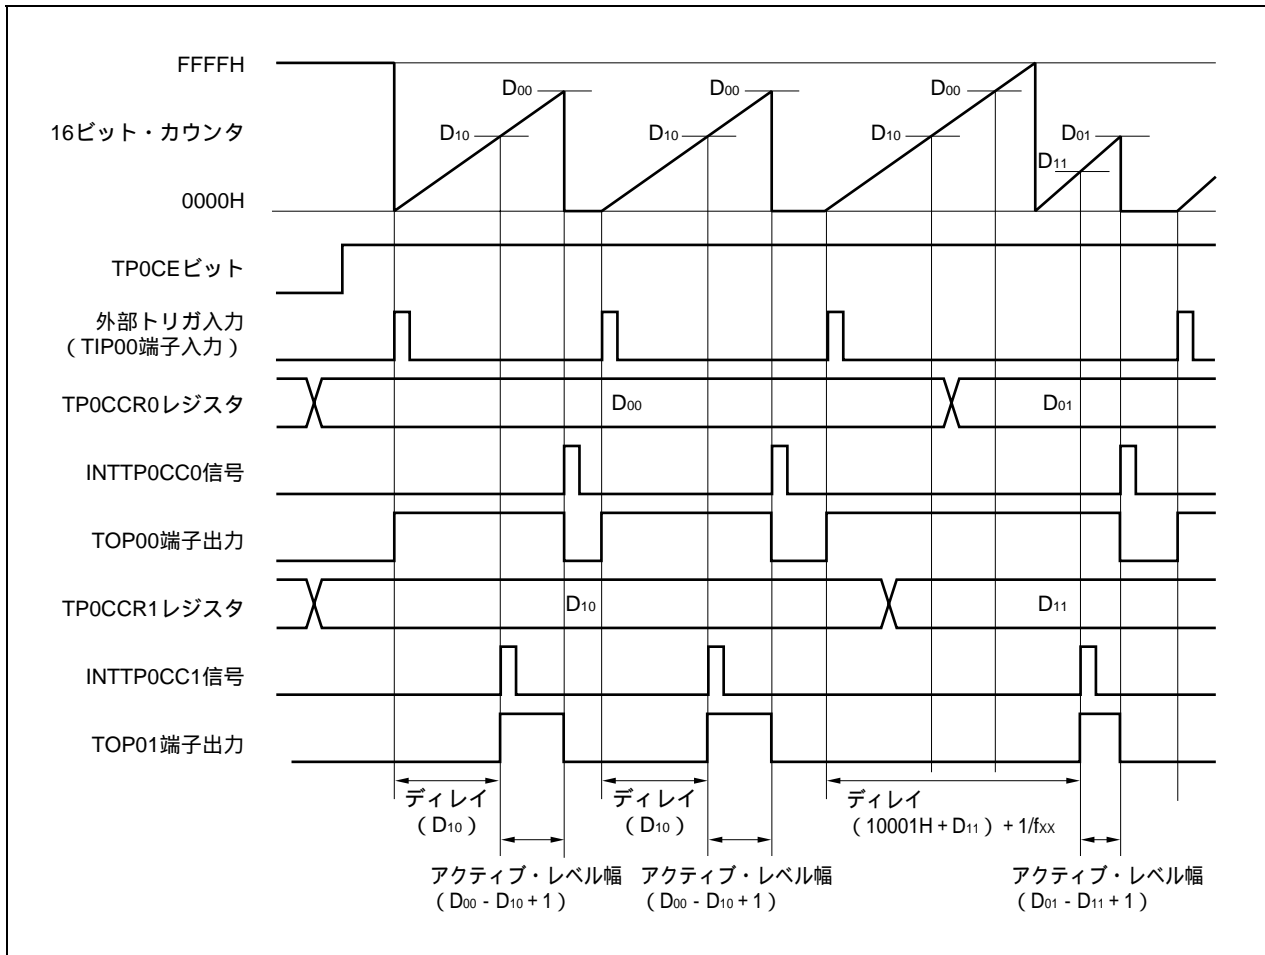 FFFFH
D00
D00
D00
D10
D10
D10
D01
D11
16ビット・カウンタ
0000H
TP0CEビット
外部トリガ入力
（TIP00端子入力）
TP0CCR0レジスタ
D00
D01
INTTP0CC0信号
TOP00端子出力
TP0CCR1レジスタ
D10
D11
INTTP0CC1信号
TOP01端子出力
ディレイ
（D10）
ディレイ
（D10）
ディレイ
（10001H + D11）+ 1/fXX
アクティブ・レベル幅
（D00 - D10 + 1）
アクティブ・レベル幅
（D00 - D10 + 1）
アクティブ・レベル幅
（D01 - D11 + 1）